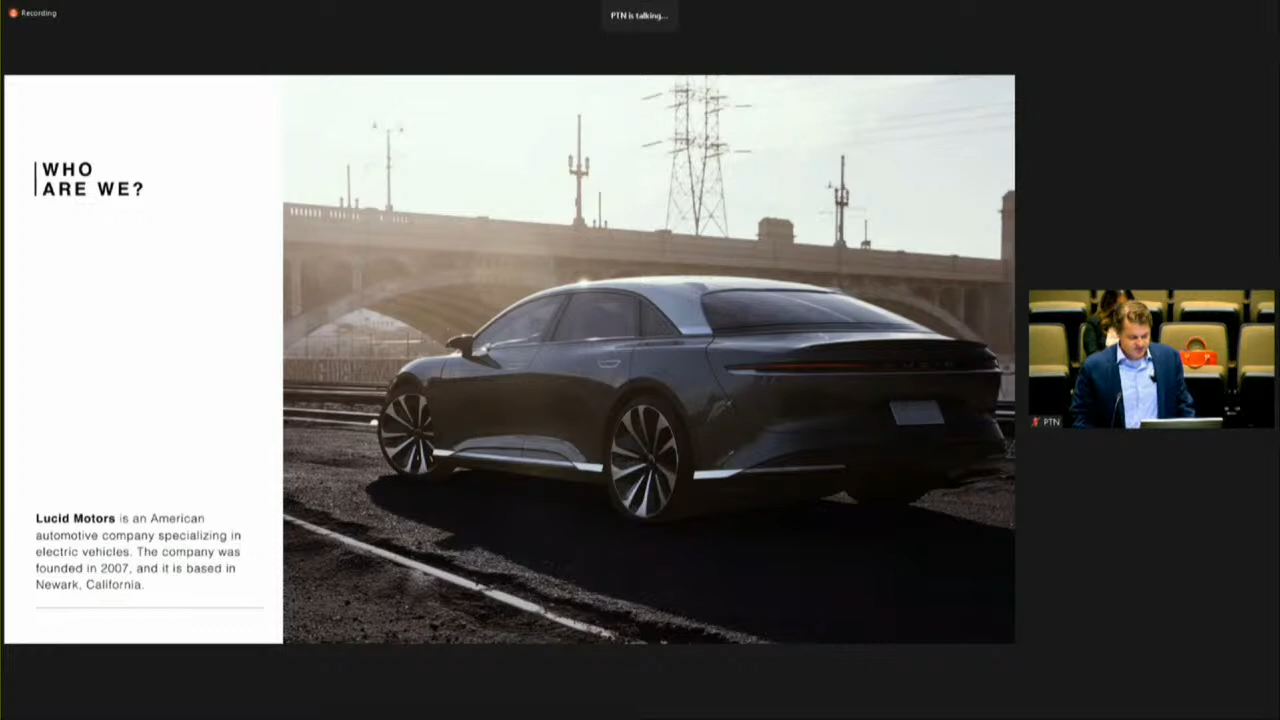 Recording
PTN is talking...
WHO
ARE WE?
Lucid Motors is an American
automotive company specializing in
electric vehicles. The company was
founded in 2007, and it is based in
Newark, California.
PTN